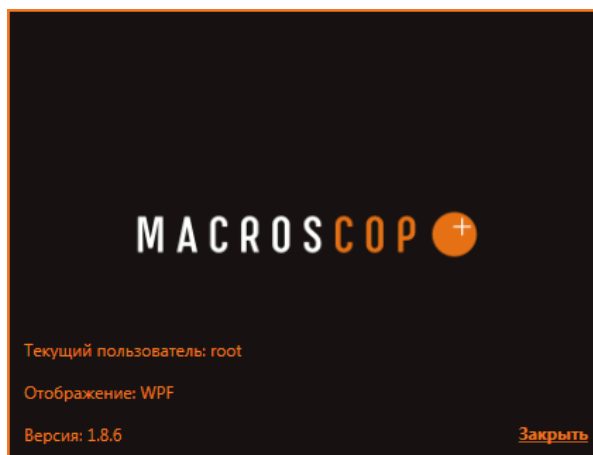 MACROSCOP
Текущий пользователь: root
Отображение: WPF
Версия: 1.8.6
Закрыть